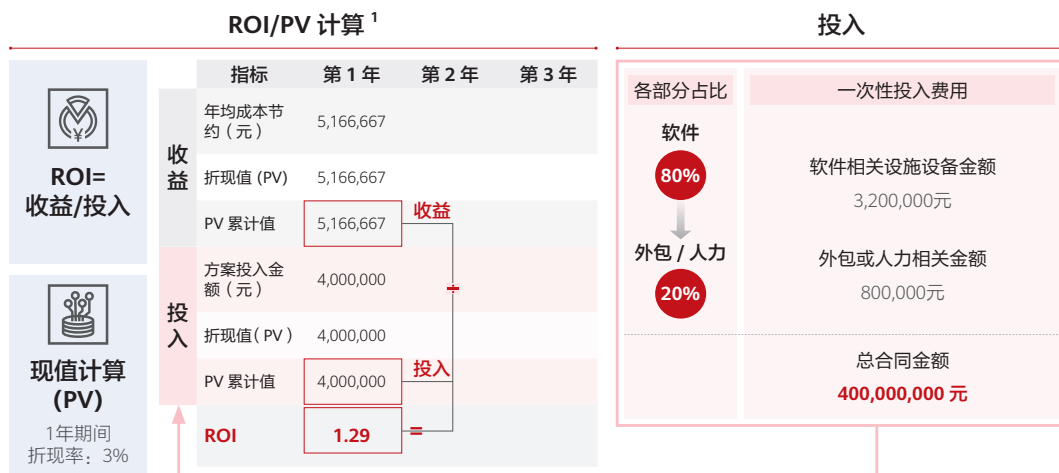 ROI/PV 计算 1
投入
ROI=
收益/投入
现值计算
(PV)
1年期间
折现率：3%
指标 第 1 年 第 2 年 第 3 年
收益
年均成本节
约（元）
5,166,667
折现值 (PV) 5,166,667
PV 累计值 5,166,667
收益
投入
方案投入金
额（元）
4,000,000
÷
折现值（PV） 4,000,000
PV 累计值 4,000,000
投入
ROI 1.29 =
各部分占比 一次性投入费用
软件
80%
软件相关设施设备金额
3,200,000元
外包 / 人力
20%
外包或人力相关金额
800,000元
总合同金额
400,000,000 元